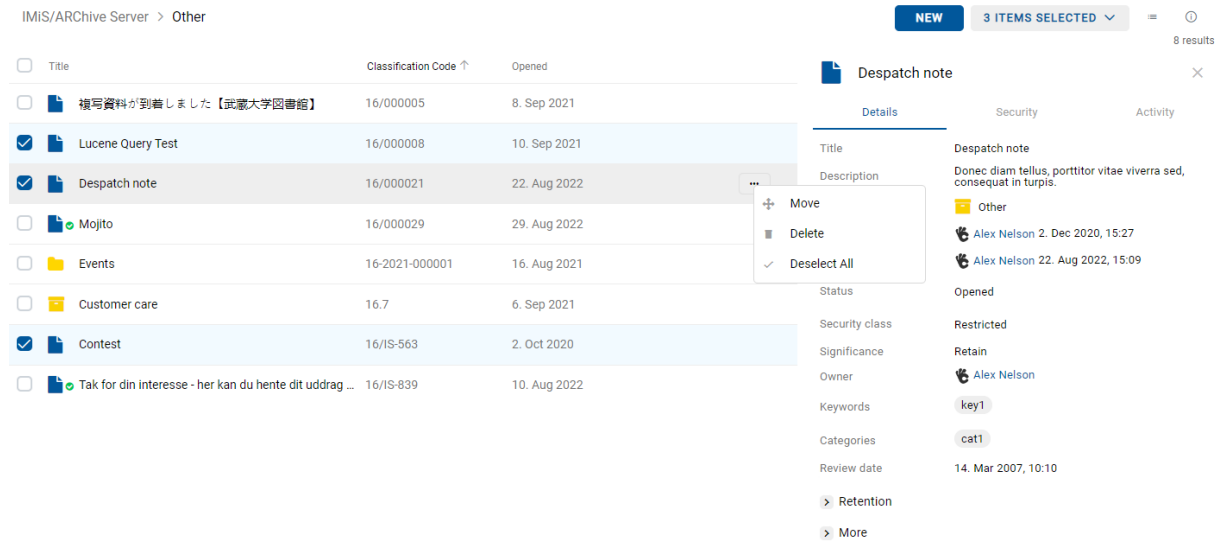 IMiS/ARChive Server > Other
NEW
3 ITEMS SELECTED
8 results
Title Classification Code Opened
複写資料が到着しました【武蔵大学図書館】 16/000005 8. Sep 2021
Lucene Query Test 16/000008 10. Sep 2021
Despatch note 16/000021 22. Aug 2022
Mojito 16/000029 29. Aug 2022
Events 16-2021-000001 16. Aug 2021
Customer care 16.7 6. Sep 2021
Contest 16/IS-563 2. Oct 2020
Tak for din interesse - her kan du hente dit uddrag ... 16/IS-839 10. Aug 2022
Move
Delete
Deselect All
Despatch note
Details Security Activity
Title Despatch note
Description Donec diam tellus, porttitor vitae viverra sed,
consequat in turpis.
Other
Alex Nelson 2. Dec 2020, 15:27
Alex Nelson 22. Aug 2022, 15:09
Status Opened
Security class Restricted
Significance Retain
Owner Alex Nelson
Keywords key1
Categories cat1
Review date 14. Mar 2007, 10:10
Retention
More